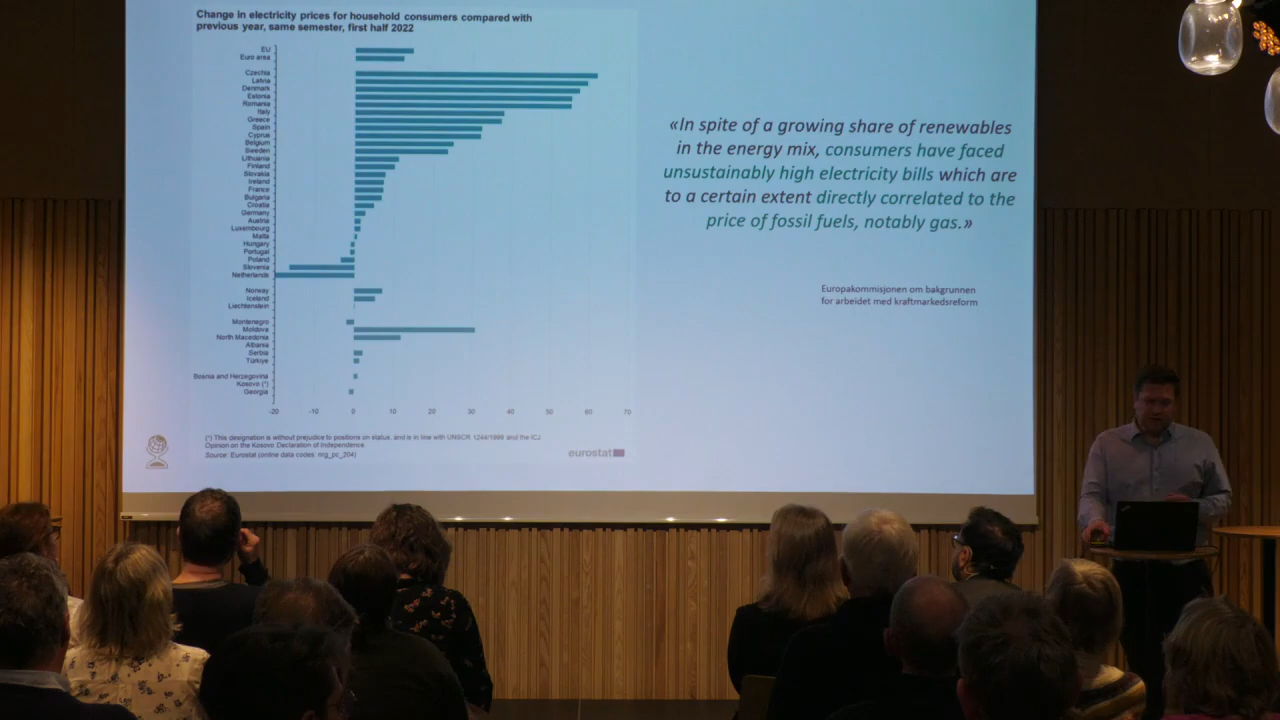 Change in electricity prices for household consumers compared with
previous year, same semester, first half 2022
EU
Euro area
Czechia
Latvia
Denmark
Estonia
Romania
Italy
Greece
Spain
Cyprus
Belgium
Sweden
Lithuania
Finland
Slovakia
Ireland
France
Bulgaria
Croatia
Germany
Austria
Luxembourg
Malta
Hungary
Portugal
Poland
Slovenia
Netherlands
Norway
Iceland
Liechtenstein
Montenegro
Moldova
North Macedonia
Albania
Serbia
Türkiye
Bosnia and Herzegovina
Kosovo (*)
Georgia
-20 -10 0 10 20 30 40 50 60 70
(*) This designation is without prejudice to positions on status, and is in line with UNSCR 1244/1999 and the ICJ
Opinion on the Kosovo Declaration of Independence.
Source: Eurostat (online data codes: nrg_pc_204)
eurostat
«In spite of a growing share of renewables
in the energy mix, consumers have faced
unsustainably high electricity bills which are
to a certain extent directly correlated to the
price of fossil fuels, notably gas.»
Europakommisjonen om bakgrunnen
for arbeidet med kraftmarkedsreform